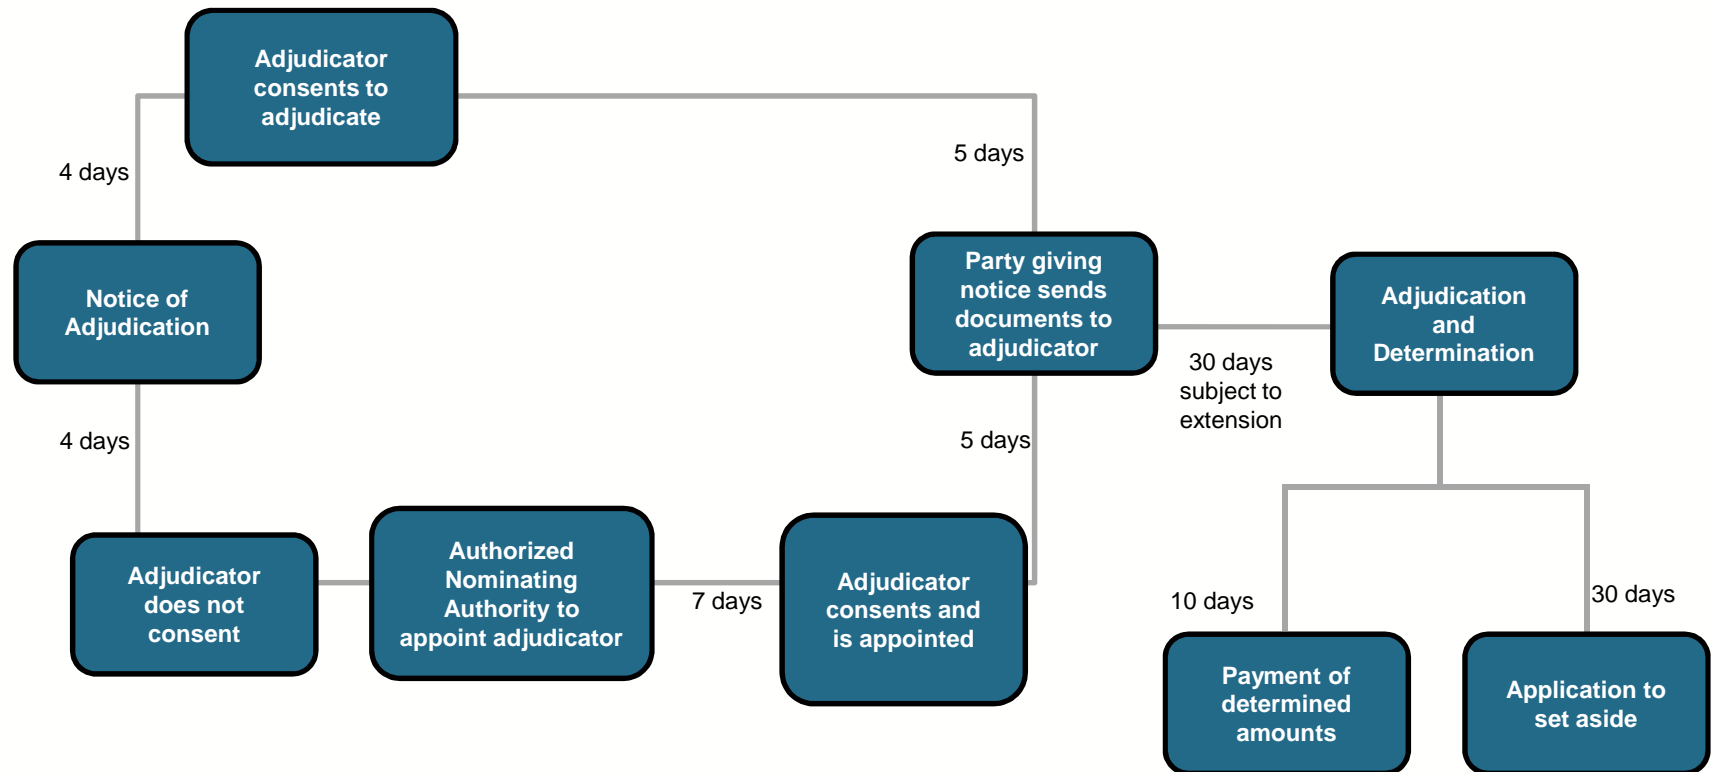 Adjudicator
consents to
adjudicate
4 days
5 days
Notice of
Adjudication
Party giving
notice sends
documents to
adjudicator
Adjudication
and
Determination
30 days
subject to
extension
4 days
5 days
Adjudicator
does not
consent
Authorized
Nominating
Authority to
appoint adjudicator
7 days
Adjudicator
consents and
is appointed
10 days
30 days
Payment of
determined
amounts
Application to
set aside